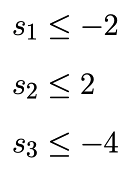 s₁ ≤ −2
s₂ ≤ 2
s₃ ≤ −4